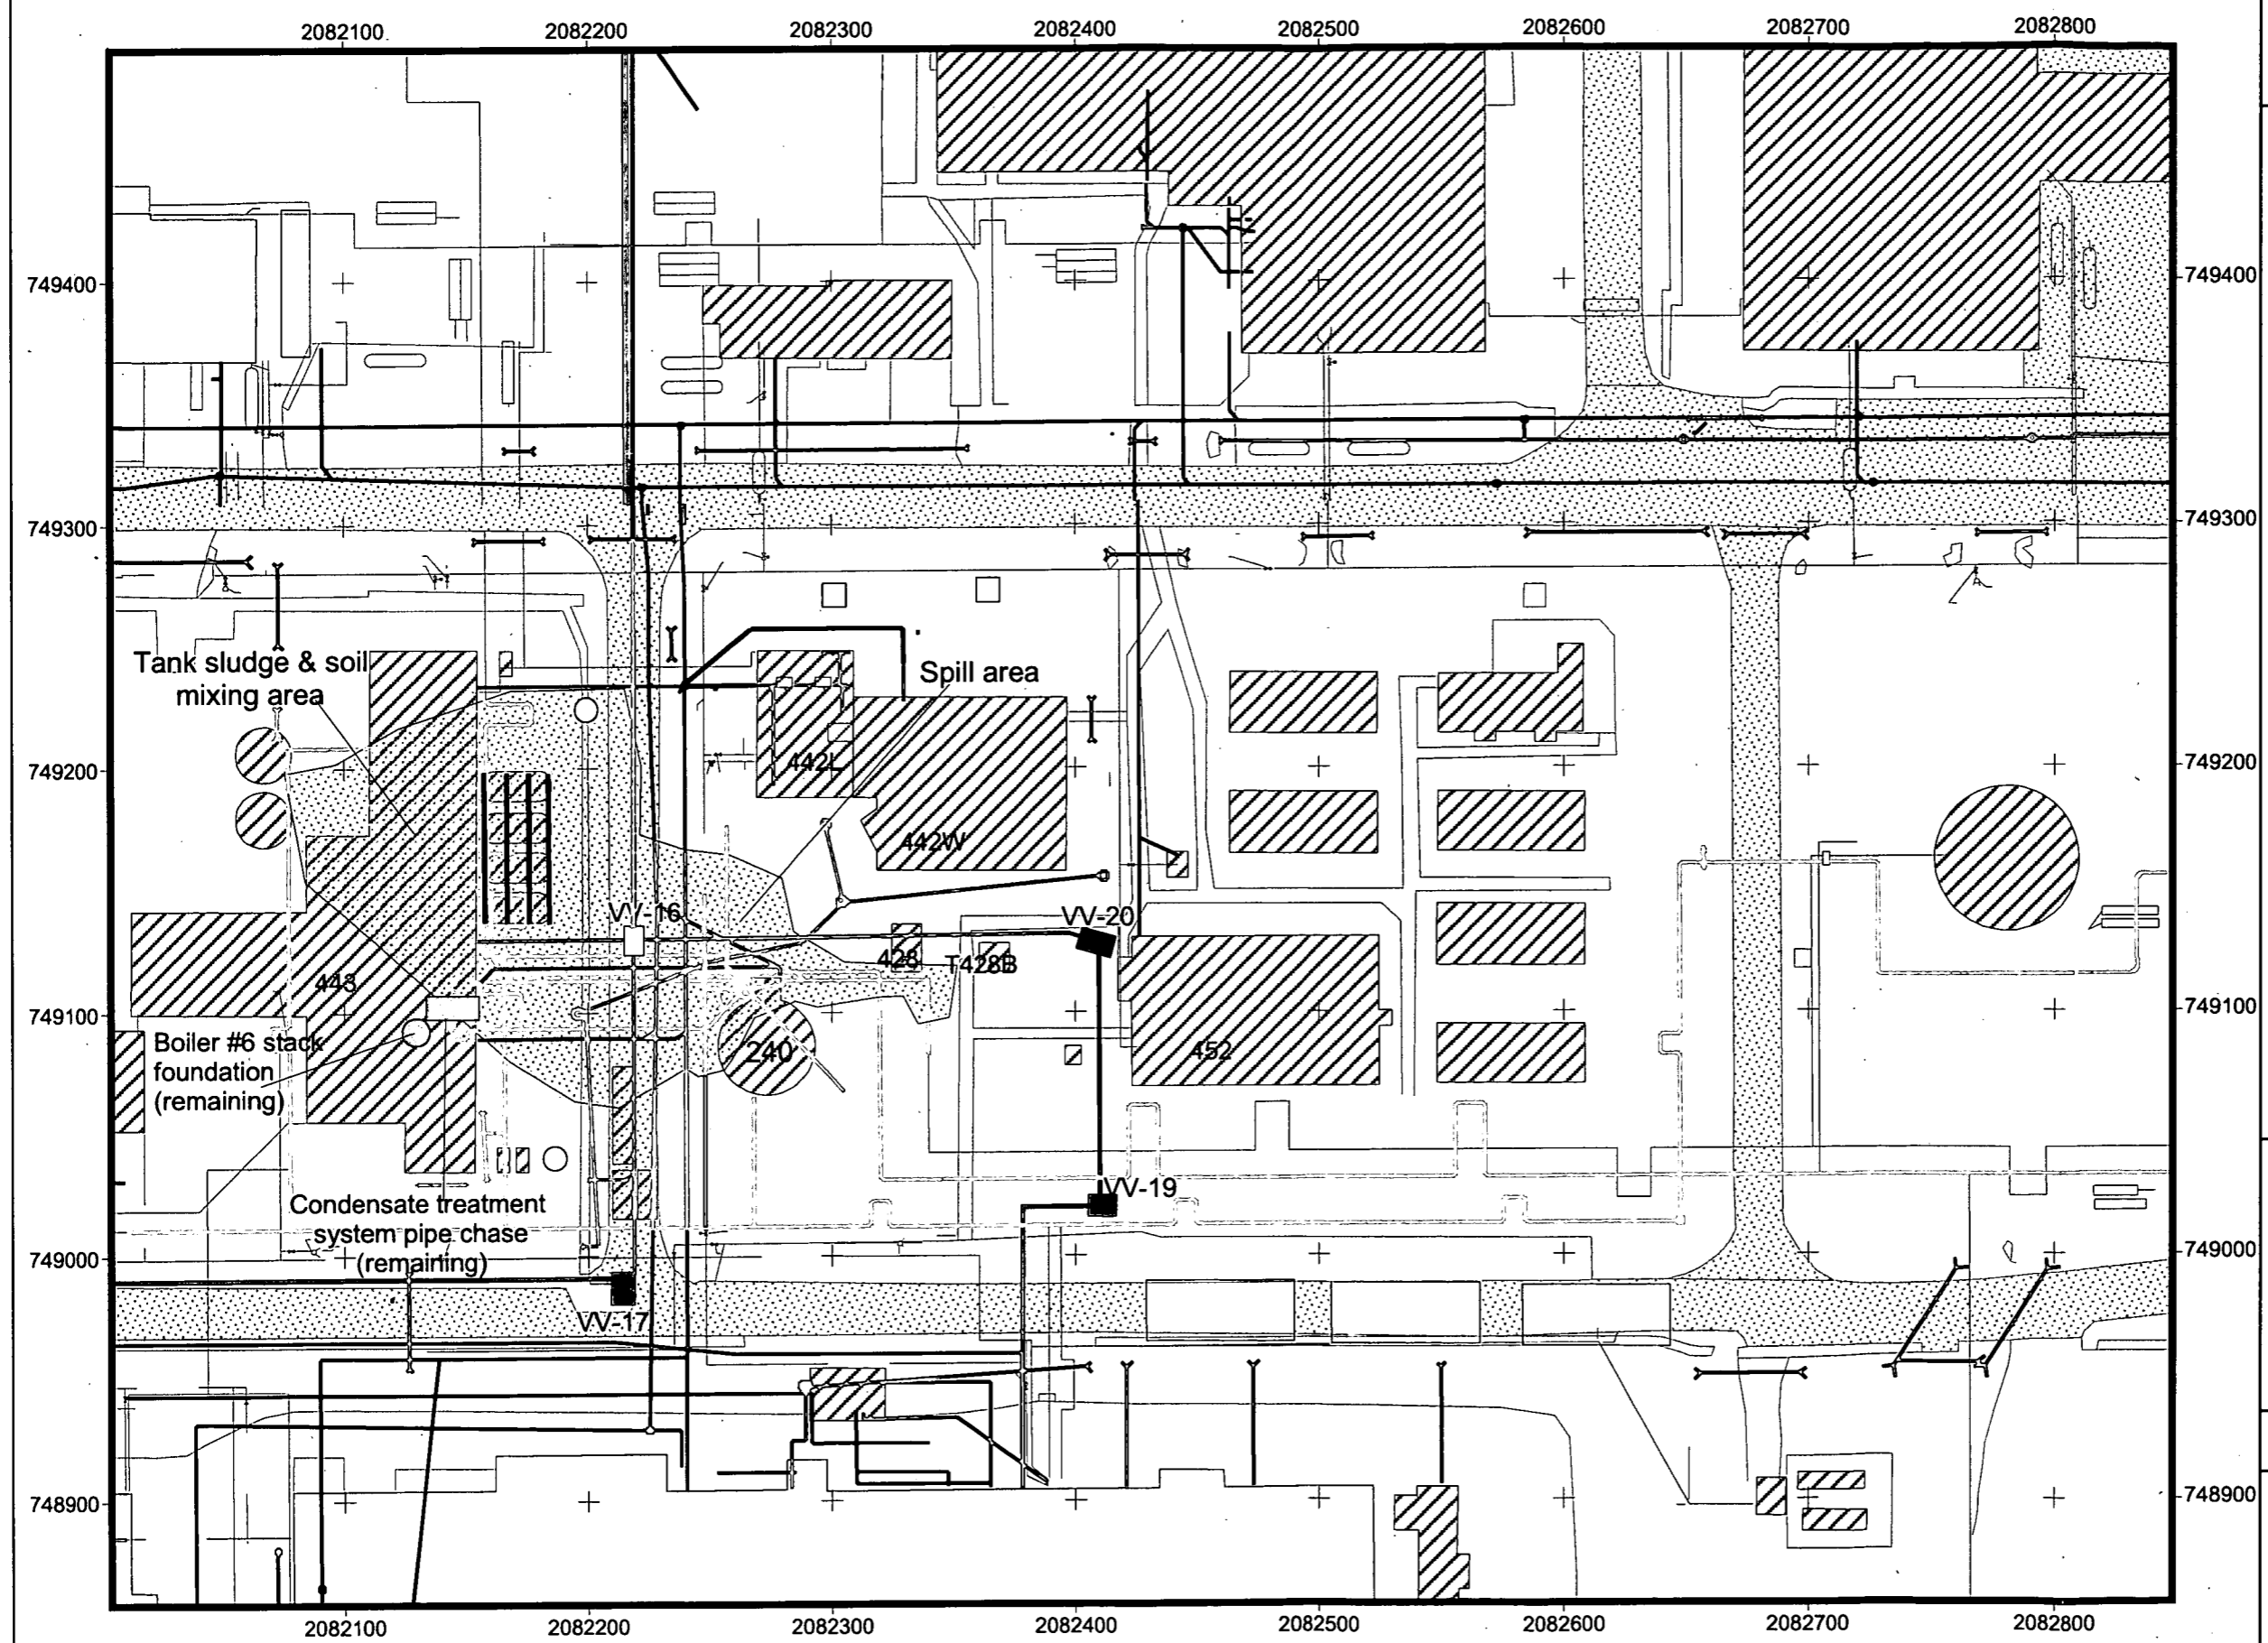 2082100 2082200 2082300 2082400 2082500 2082600 2082700 2082800
749400 749400
749300 749300
Tank sludge & soil
mixing area
Spill area
749200 442L 749200
442W
VV-16 VV-20
428 T428B
443
749100 749100
Boiler #6 stack
foundation
(remaining)
240 452
VV-19
Condensate treatment
system pipe chase
(remaining)
749000 749000
VV-17
748900 748900
2082100 2082200 2082300 2082400 2082500 2082600 2082700 2082800